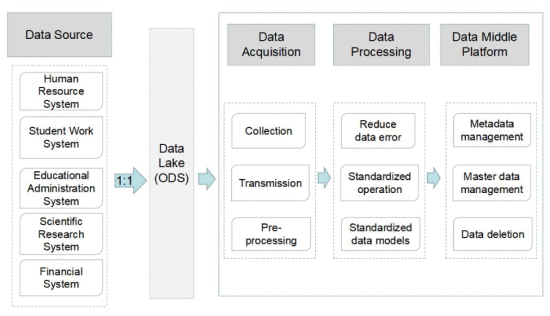 Data Source
Human
Resource
System
Student Work
System
Educational
Administration
System
Scientific
Research
System
Financial
System
1:1
Data
Lake
(ODS)
Data
Acquisition
Collection
Transmission
Pre-
processing
Data
Processing
Reduce
data error
Standardized
operation
Standardized
data models
Data Middle
Platform
Metadata
management
Master data
management
Data deletion